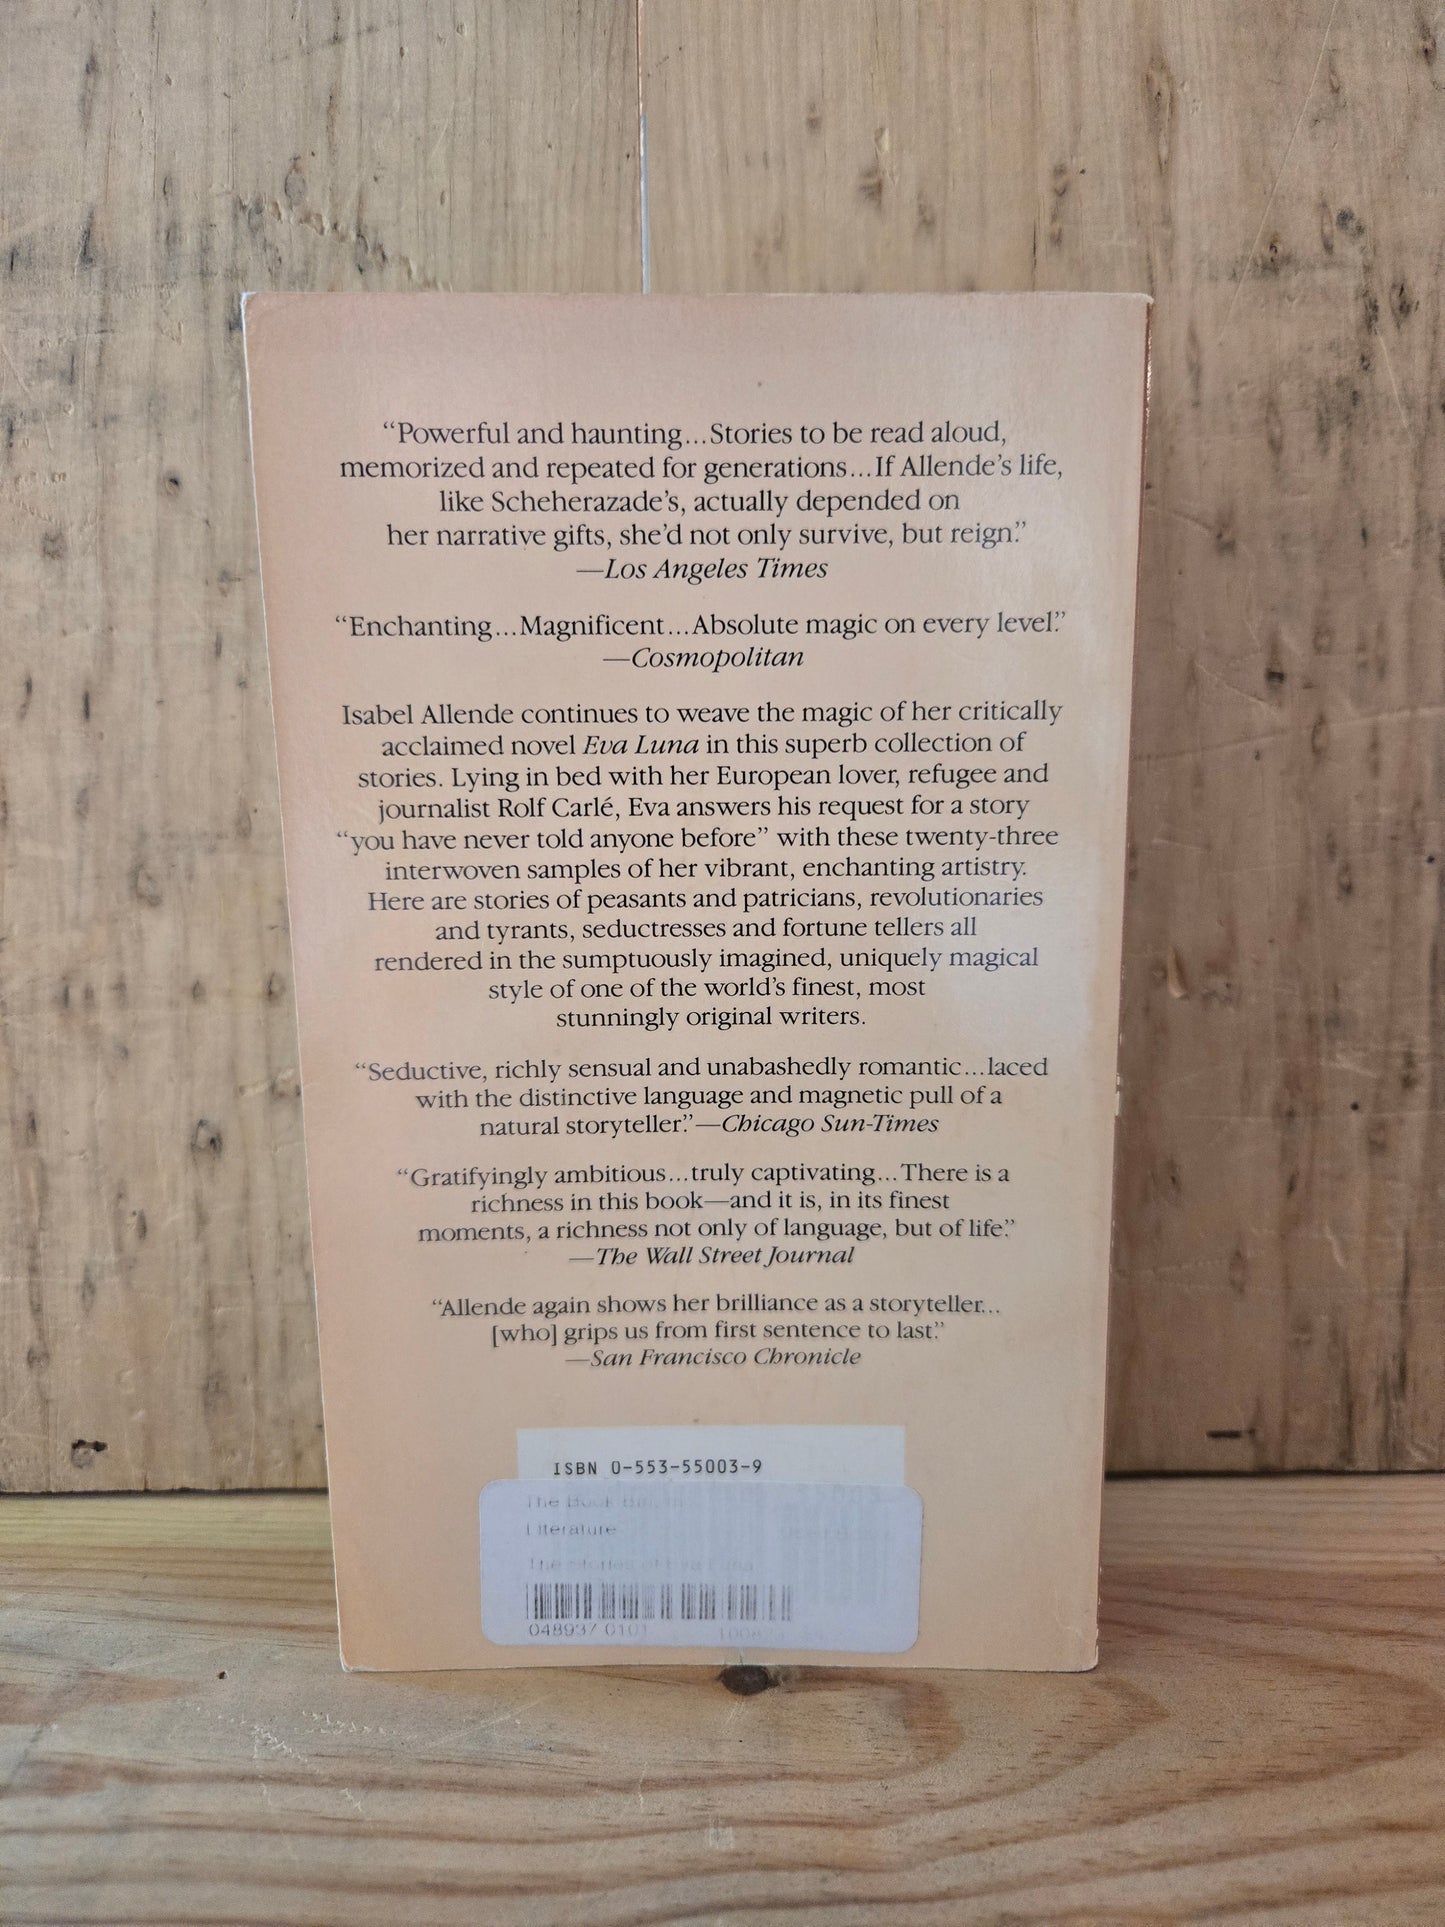 “Powerful and haunting...Stories to be read aloud,
memorized and repeated for generations...If Allende’s life,
like Scheherazade’s, actually depended on
her narrative gifts, she’d not only survive, but reign.”
—Los Angeles Times
“Enchanting...Magnificent...Absolute magic on every level.”
—Cosmopolitan
Isabel Allende continues to weave the magic of her critically
acclaimed novel Eva Luna in this superb collection of
stories. Lying in bed with her European lover, refugee and
journalist Rolf Carlé, Eva answers his request for a story
“you have never told anyone before” with these twenty-three
interwoven samples of her vibrant, enchanting artistry.
Here are stories of peasants and patricians, revolutionaries
and tyrants, seductresses and fortune tellers all
rendered in the sumptuously imagined, uniquely magical
style of one of the world’s finest, most
stunningly original writers.
“Seductive, richly sensual and unabashedly romantic...laced
with the distinctive language and magnetic pull of a
natural storyteller.”—Chicago Sun-Times
“Gratifyingly ambitious...truly captivating...There is a
richness in this book—and it is, in its finest
moments, a richness not only of language, but of life.”
—The Wall Street Journal
“Allende again shows her brilliance as a storyteller...
[who] grips us from first sentence to last.”
—San Francisco Chronicle
ISBN 0-553-55003-9
The Book
Literature
The Stories of Eva Luna
048937 0101